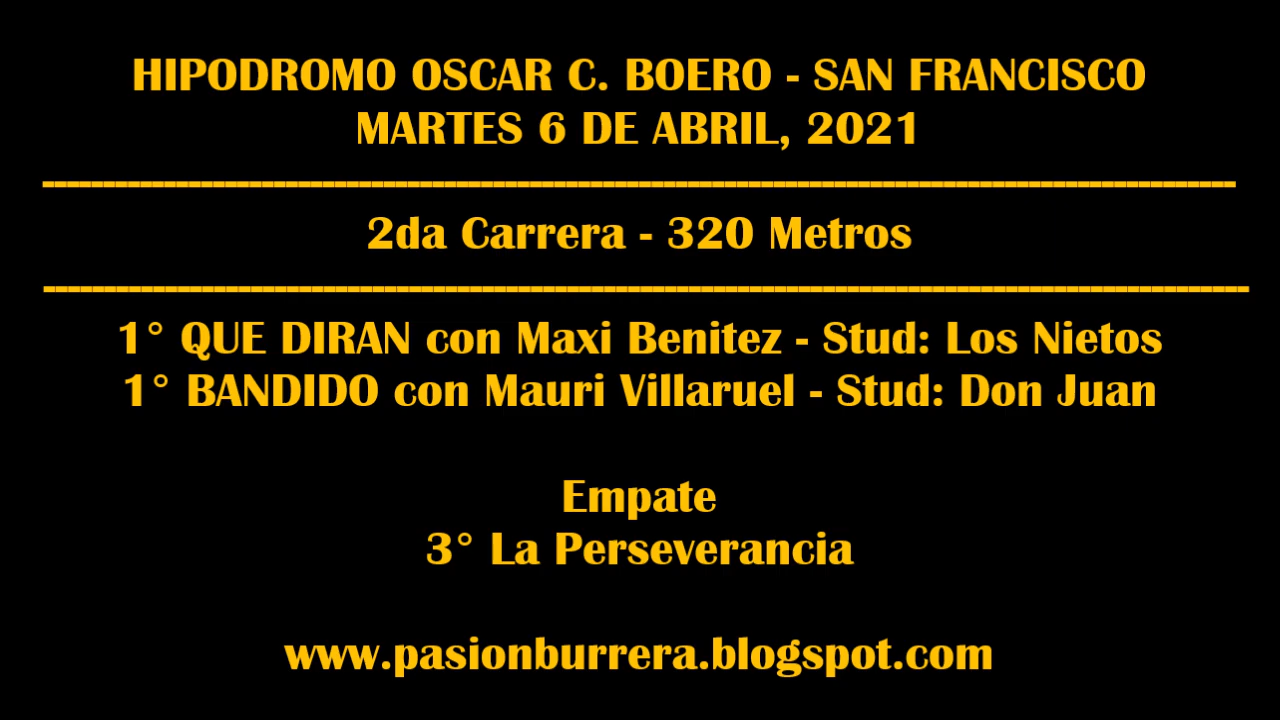 HIPODROMO OSCAR C. BOERO - SAN FRANCISCO
MARTES 6 DE ABRIL, 2021
2da Carrera - 320 Metros
1° QUE DIRAN con Maxi Benitez - Stud: Los Nietos
1° BANDIDO con Mauri Villaruel - Stud: Don Juan
Empate
3° La Perseverancia
www.pasionburrera.blogspot.com